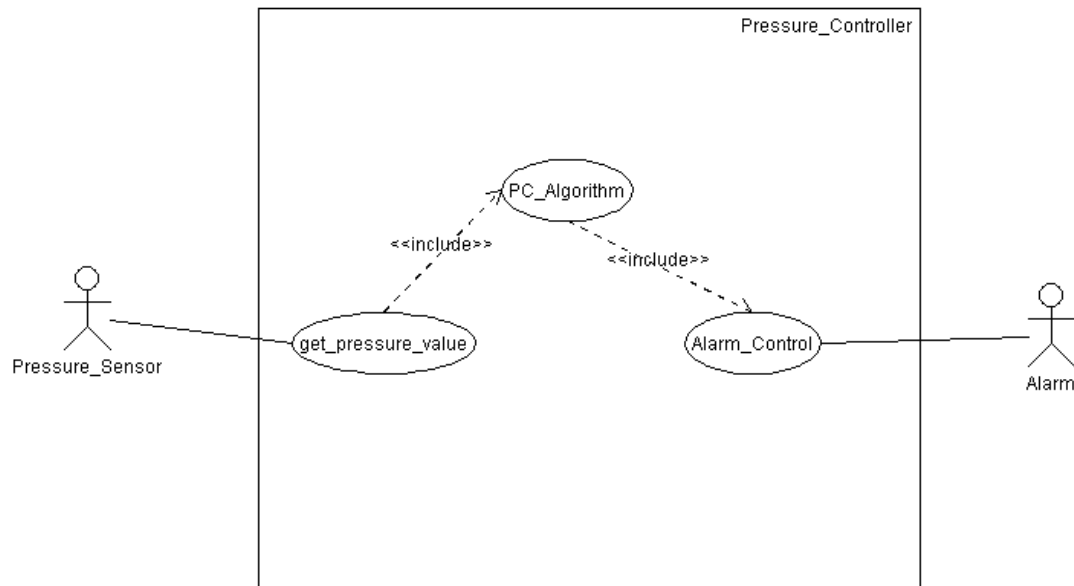 Pressure_Controller
PC_Algorithm
<<include>>
<<include>>
get_pressure_value
Alarm_Control
Pressure_Sensor
Alarm